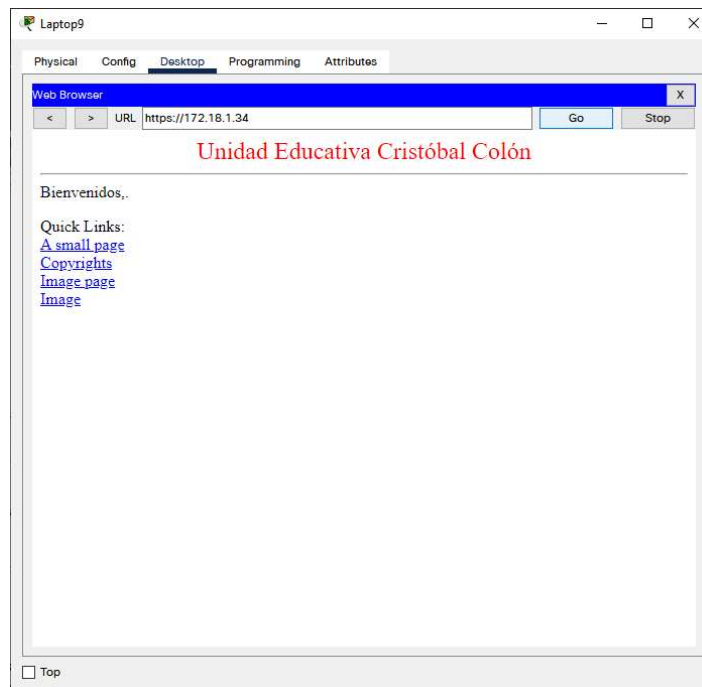 Laptop9
Physical Config Desktop Programming Attributes
Web Browser X
< > URL https://172.18.1.34 Go Stop
Unidad Educativa Cristóbal Colón
Bienvenidos,.
Quick Links:
A small page
Copyrights
Image page
Image
Top